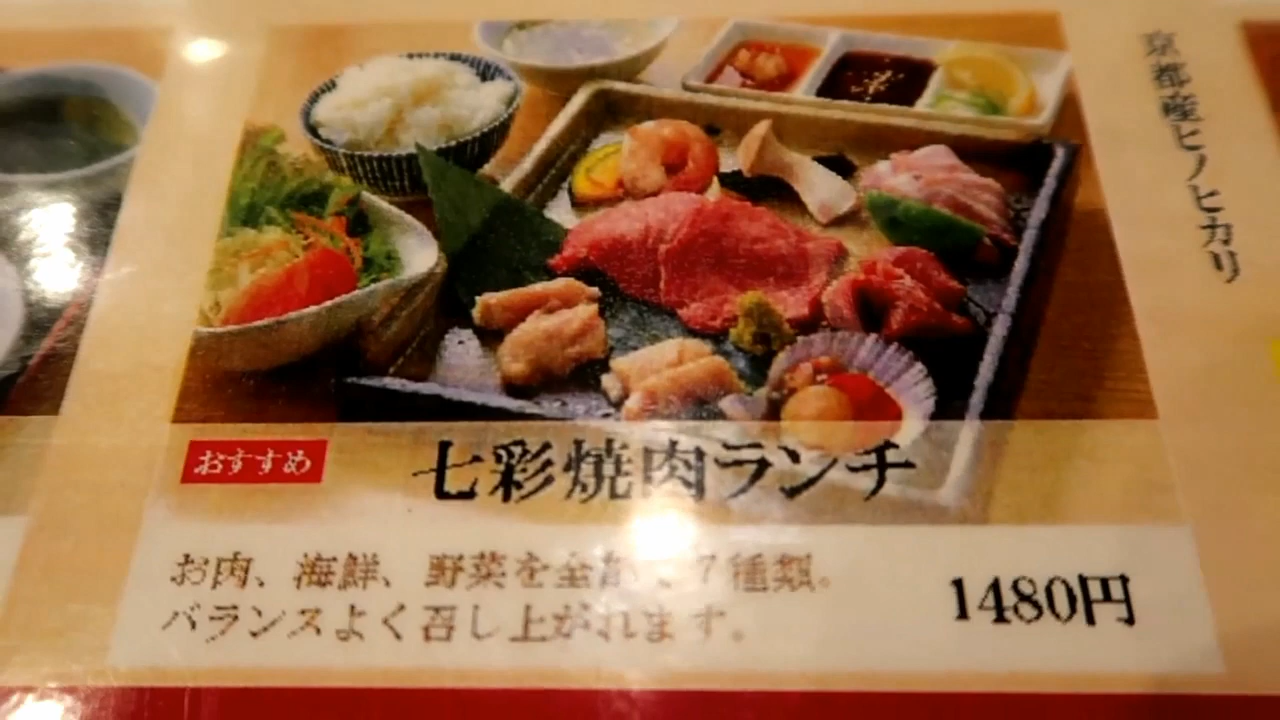 京都産ヒノヒカリ
おすすめ
七彩焼肉ランチ
お肉、海鮮、野菜を全部、7種類。
バランスよく召し上がれます。
1480円